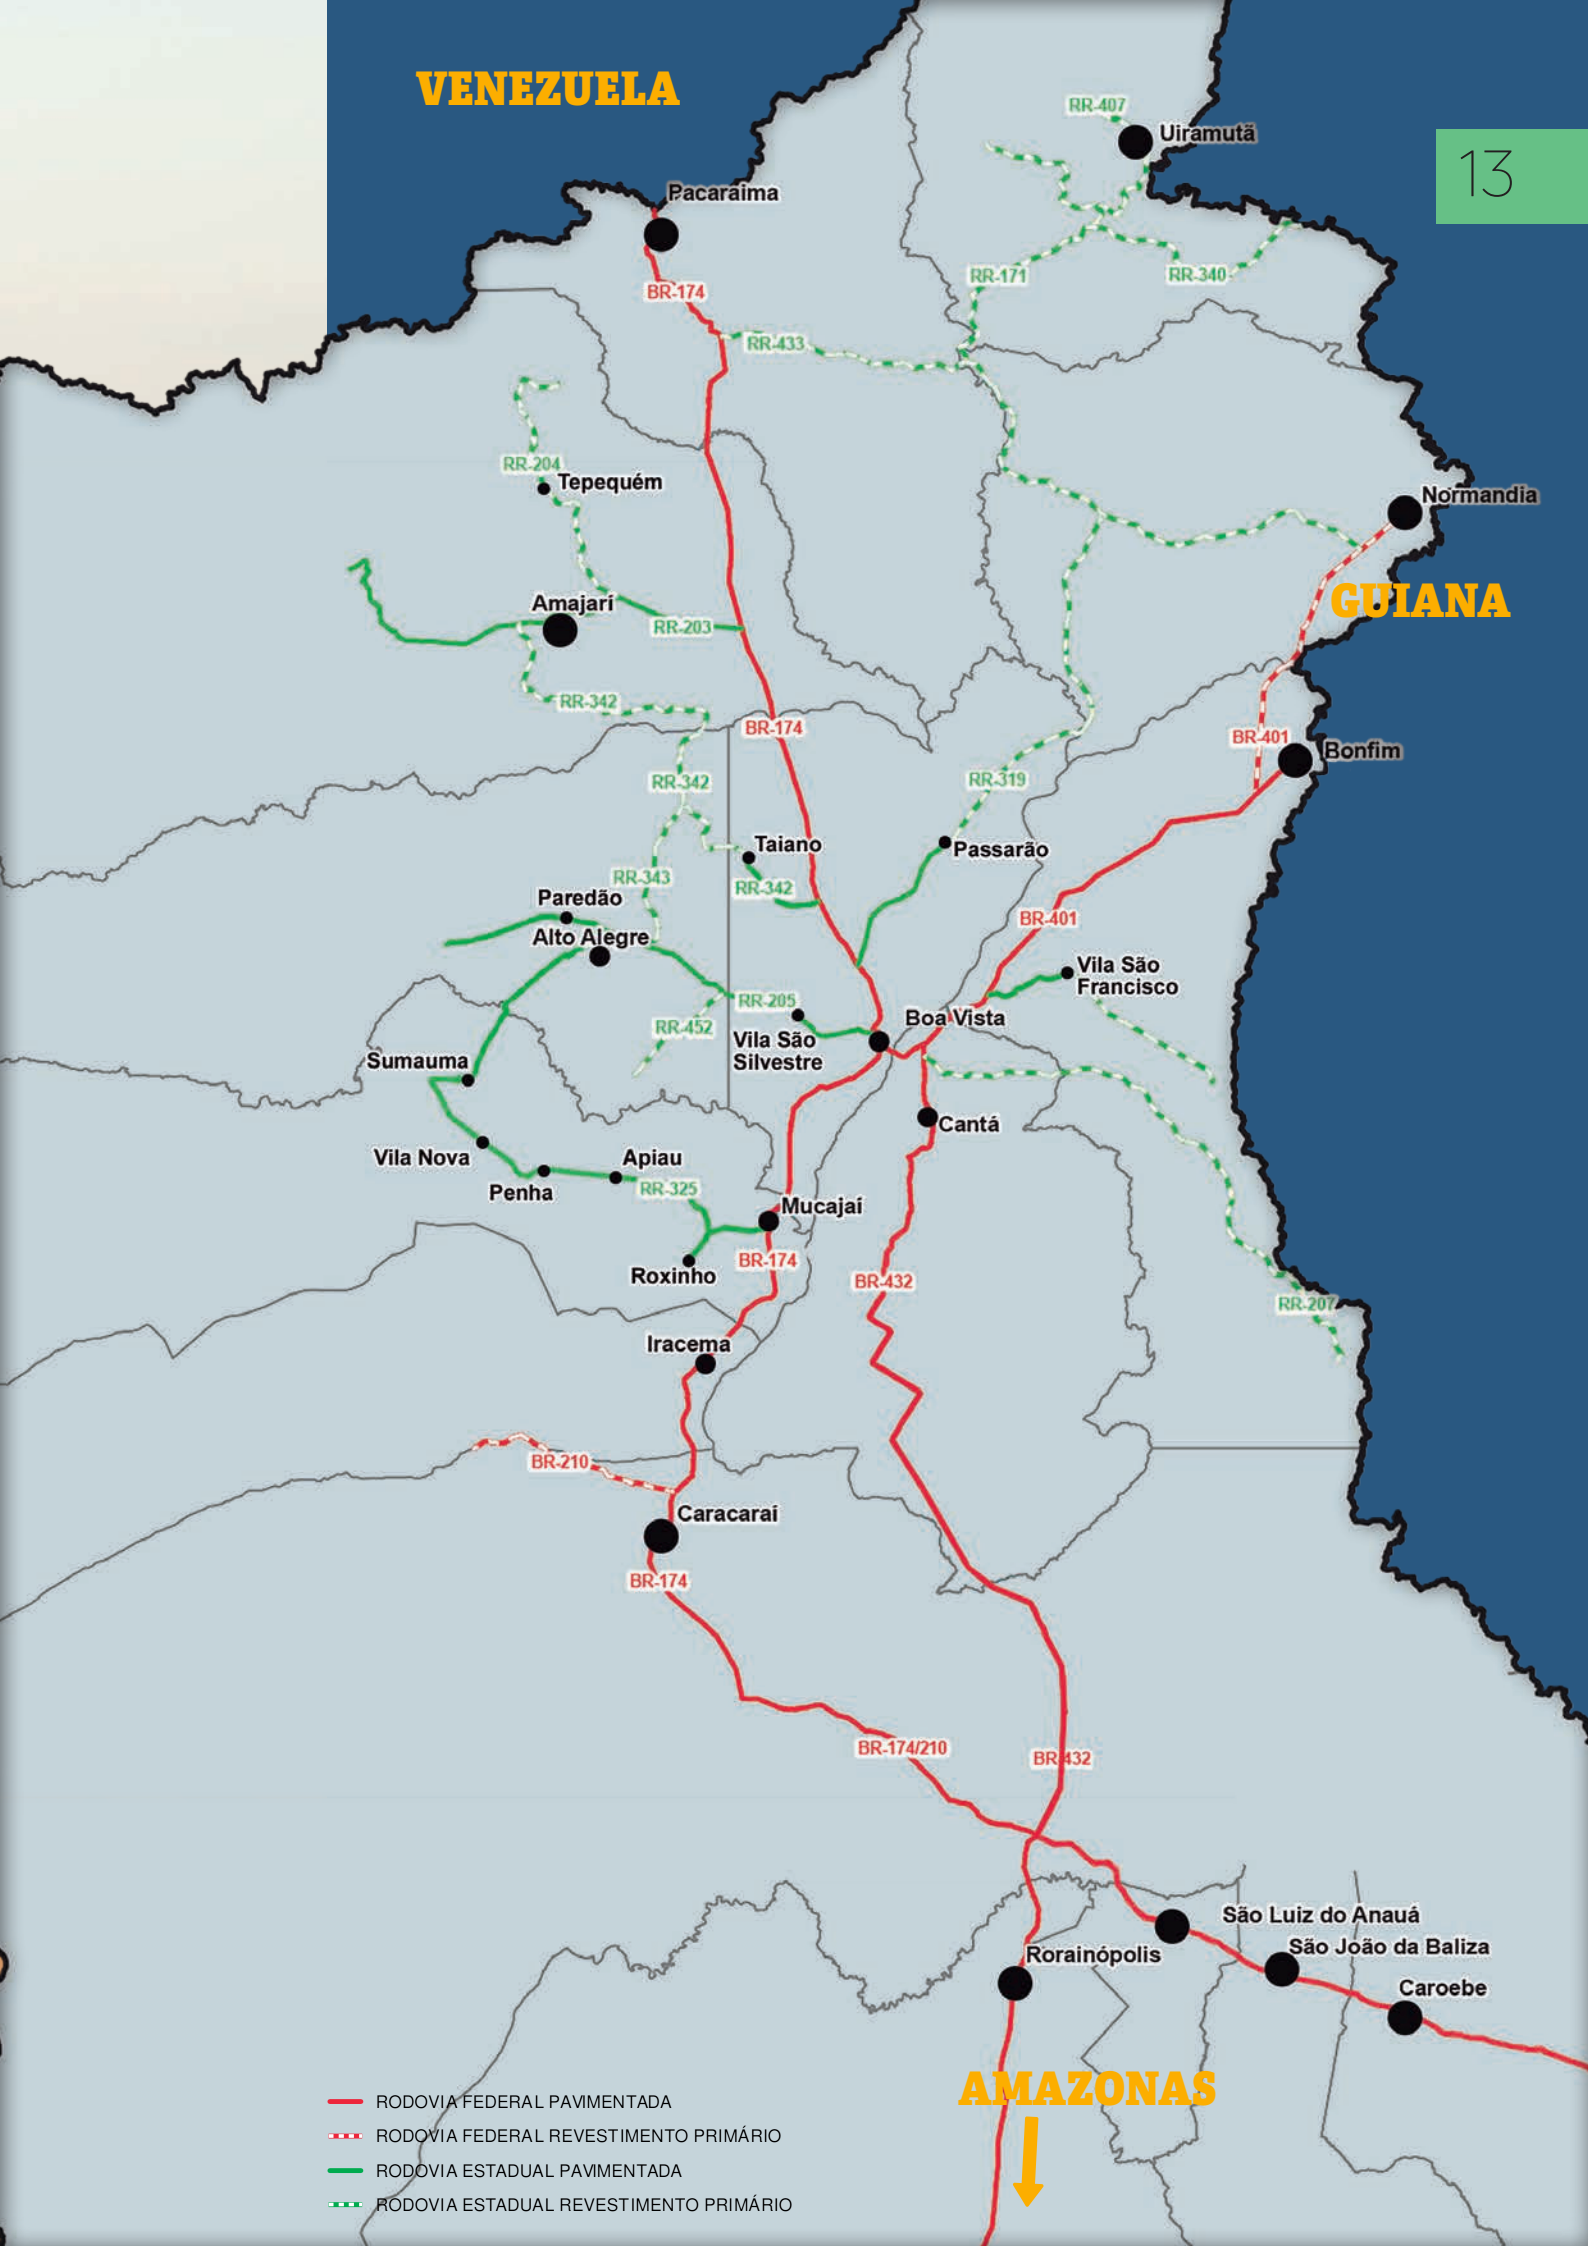 VENEZUELA
RR-407
Uiramutã
13
Pacaraima
RR-171
RR-340
BR-174
RR-433
RR-204
Tepequém
Normandia
Amajarí
RR-203
GUIANA
RR-342
BR-174
BR-401
Bonfim
RR-342
RR-319
Taiano
Passarão
RR-343
RR-342
Paredão
BR-401
Alto Alegre
Vila São
Francisco
RR-205
Boa Vista
RR-452
Vila São
Silvestre
Sumauma
Cantá
Vila Nova
Apiau
Penha
RR-325
Mucajaí
BR-174
Roxinho
BR-432
RR-207
Iracema
BR-210
Caracaraí
BR-174
BR-174/210
BR-432
São Luiz do Anauá
Rorainópolis
São João da Baliza
Caroebe
AMAZONAS
RODOVIA FEDERAL PAVIMENTADA
RODOVIA FEDERAL REVESTIMENTO PRIMÁRIO
RODOVIA ESTADUAL PAVIMENTADA
RODOVIA ESTADUAL REVESTIMENTO PRIMÁRIO